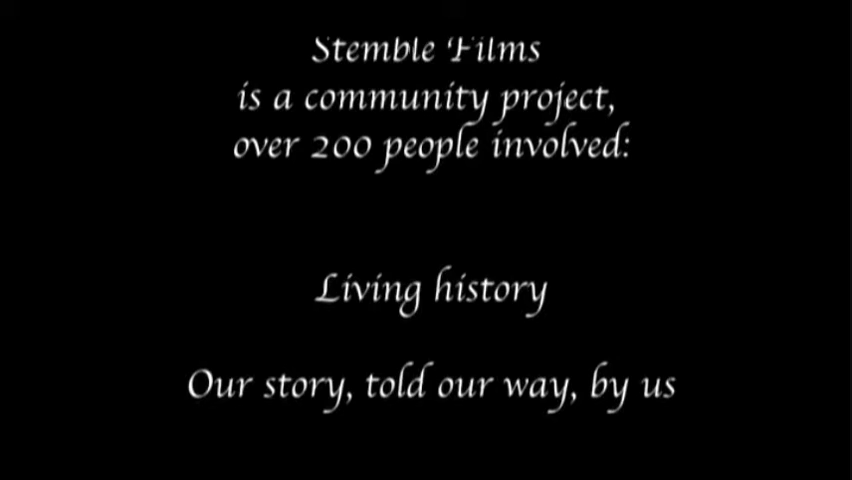 Stemble Films
is a community project,
over 200 people involved:
Living history
Our story, told our way, by us